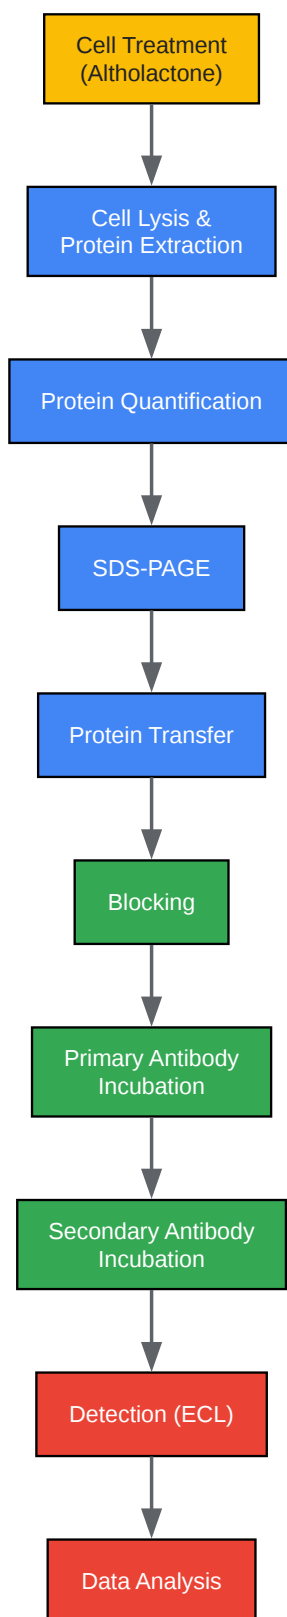 Cell Treatment
(Altholactone)
Cell Lysis &
Protein Extraction
Protein Quantification
SDS-PAGE
Protein Transfer
Blocking
Primary Antibody
Incubation
Secondary Antibody
Incubation
Detection (ECL)
Data Analysis